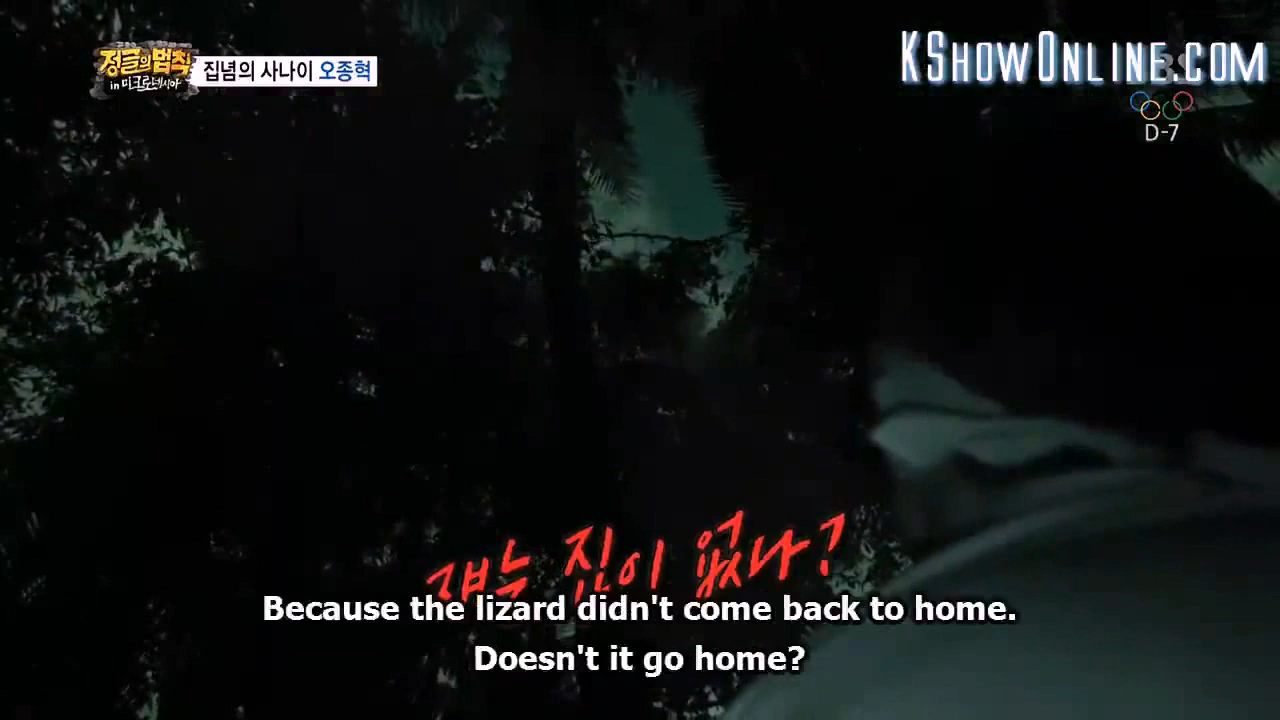 정글의 법칙
in 미크로네시아
집념의 사나이 오종혁
KSHOWONLINE.COM
SBS
D-7
걔는 집이 없나?
Because the lizard didn't come back to home.
Doesn't it go home?